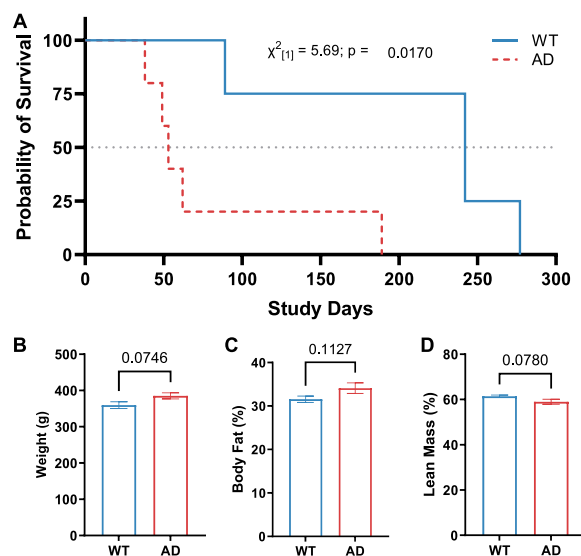 A
χ²[1] = 5.69; p = 0.0170
WT
AD
Probability of Survival
100
75
50
25
0
0 50 100 150 200 250 300
Study Days
B
Weight (g)
500
400
300
200
100
0
0.0746
WT AD
C
Body Fat (%)
40
30
20
10
0
0.1127
WT AD
D
Lean Mass (%)
80
60
40
20
0
0.0780
WT AD